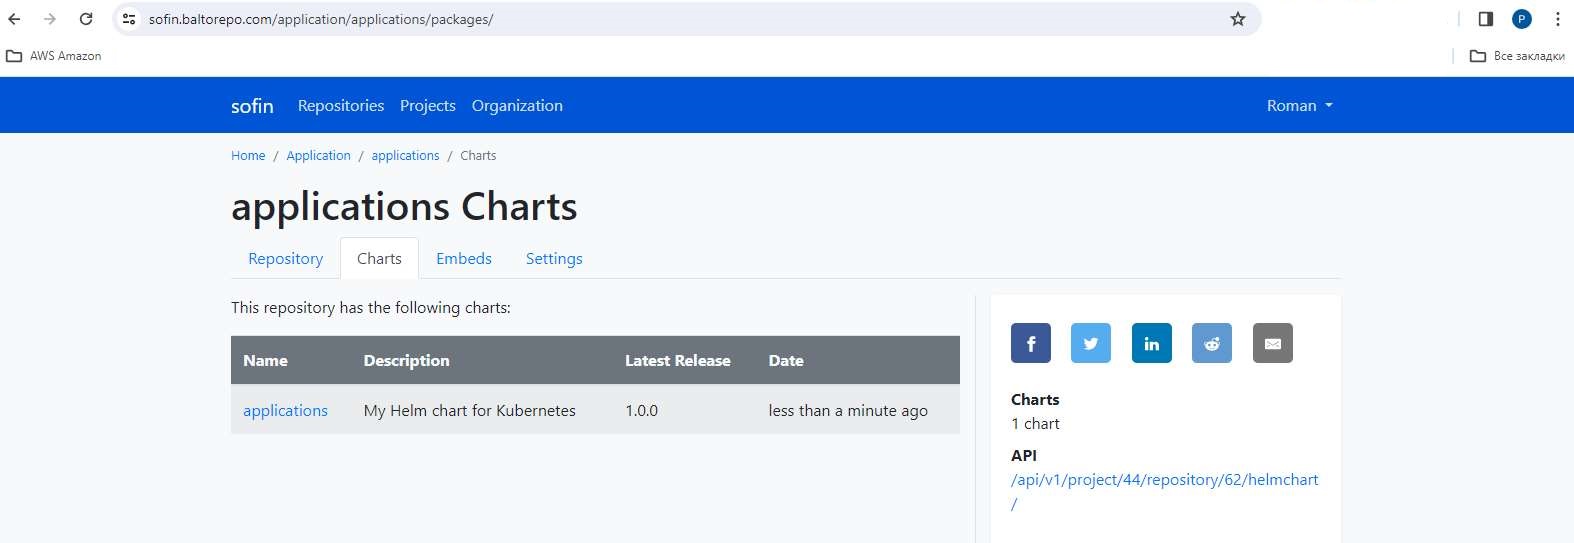 sofin.baltorepo.com/application/applications/packages/
P
AWS Amazon
Все закладки
sofin Repositories Projects Organization Roman
Home / Application / applications / Charts
applications Charts
Repository Charts Embeds Settings
This repository has the following charts:
Name Description Latest Release Date
applications My Helm chart for Kubernetes 1.0.0 less than a minute ago
f
in
Charts
1 chart
API
/api/v1/project/44/repository/62/helmchart
/